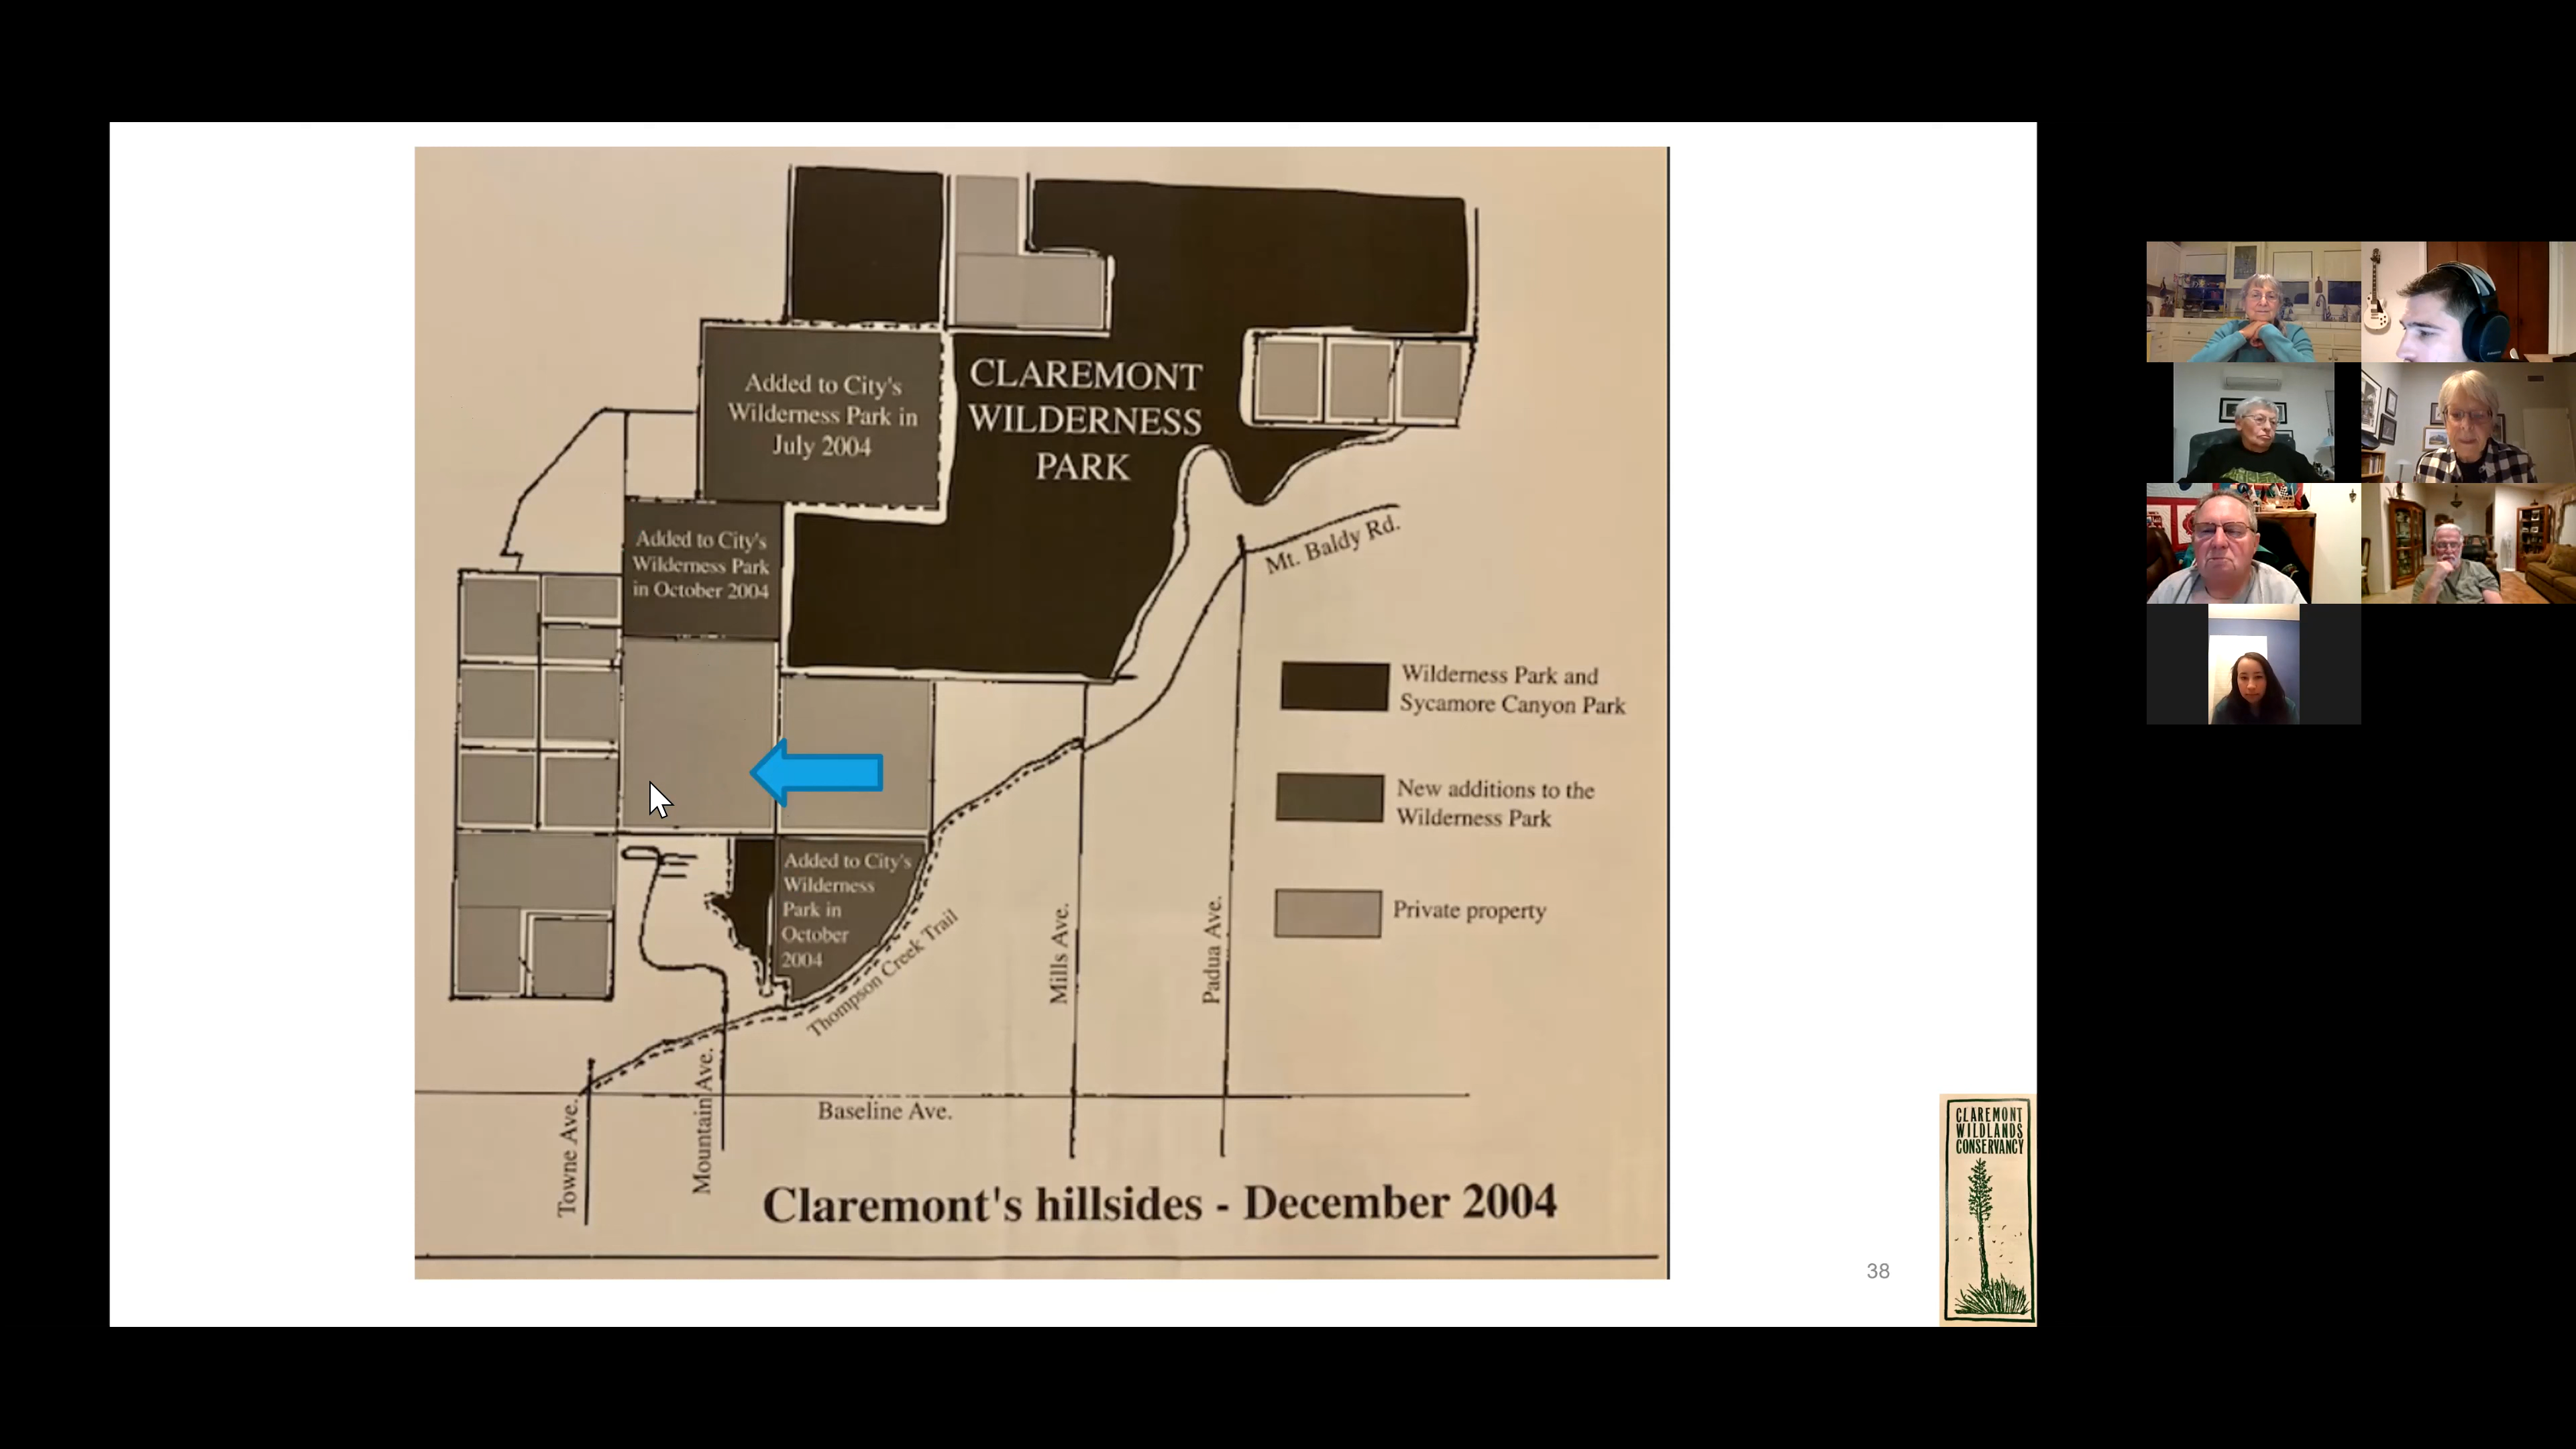 Added to City's
Wilderness Park in
July 2004
CLAREMONT
WILDERNESS
PARK
Added to City's
Wilderness Park
in October 2004
Mt. Baldy Rd.
Wilderness Park and
Sycamore Canyon Park
New additions to the
Wilderness Park
Private property
Added to City's
Wilderness
Park in
October
2004
Thompson Creek Trail
Mills Ave.
Padua Ave.
Towne Ave.
Mountain Ave.
Baseline Ave.
Claremont's hillsides - December 2004
38
CLAREMONT
WILDLANDS
CONSERVANCY